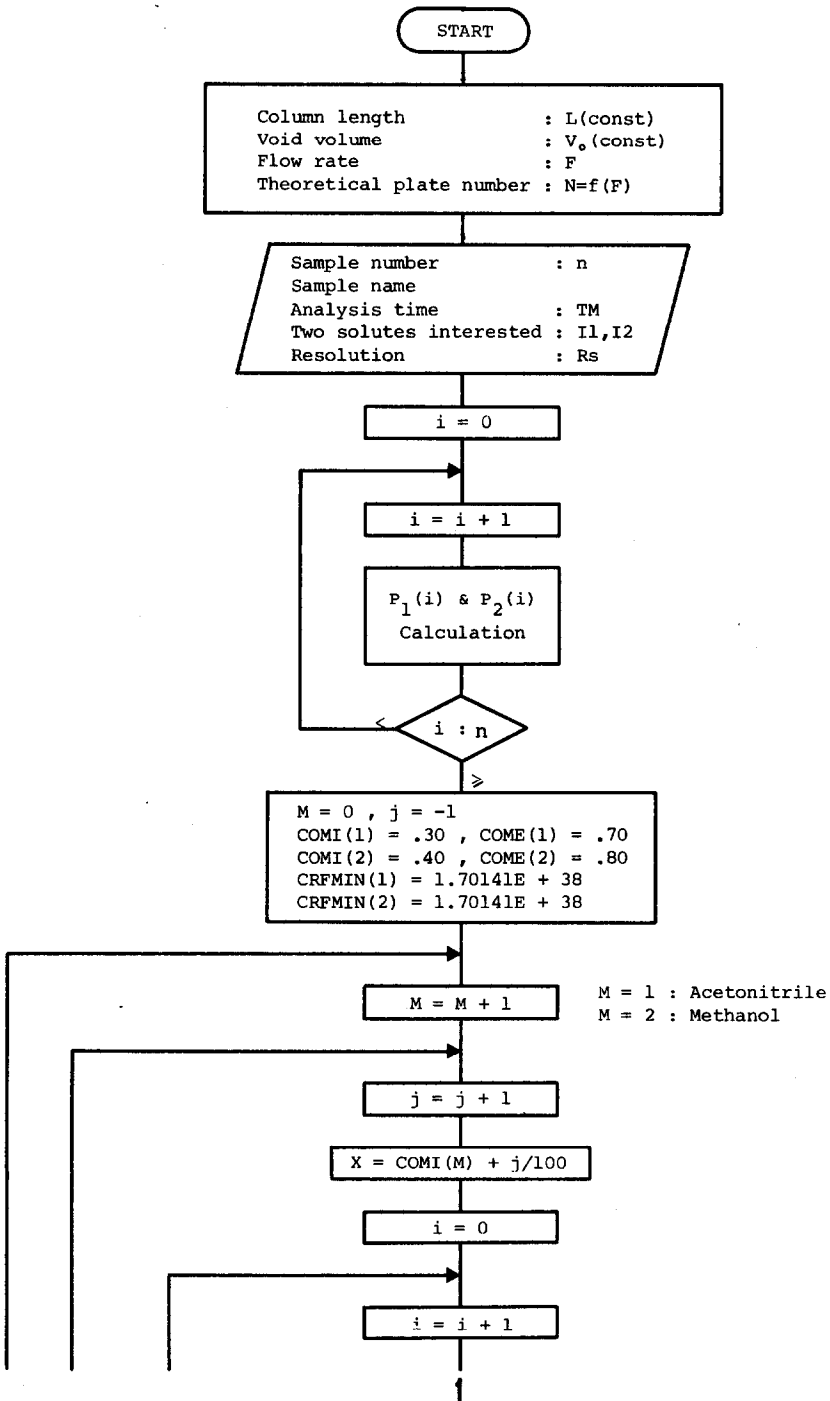 START
Column length : L(const)
Void volume : Vₒ(const)
Flow rate : F
Theoretical plate number : N=f(F)
Sample number : n
Sample name
Analysis time : TM
Two solutes interested : I1,I2
Resolution : Rs
i = 0
i = i + 1
P₁(i) & P₂(i)
Calculation
< i : n
⩾
M = 0 , j = -1
COMI(1) = .30 , COME(1) = .70
COMI(2) = .40 , COME(2) = .80
CRFMIN(1) = 1.70141E + 38
CRFMIN(2) = 1.70141E + 38
M = M + 1
M = 1 : Acetonitrile
M = 2 : Methanol
j = j + 1
X = COMI(M) + j/100
i = 0
i = i + 1